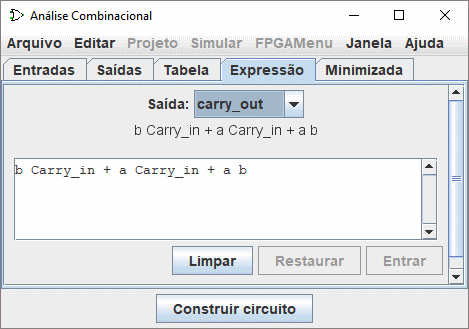 Análise Combinacional
Arquivo Editar Projeto Simular FPGAMenu Janela Ajuda
Entradas Saídas Tabela Expressão Minimizada
Saída: carry_out
b Carry_in + a Carry_in + a b
b Carry_in + a Carry_in + a b
Limpar Restaurar Entrar
Construir circuito